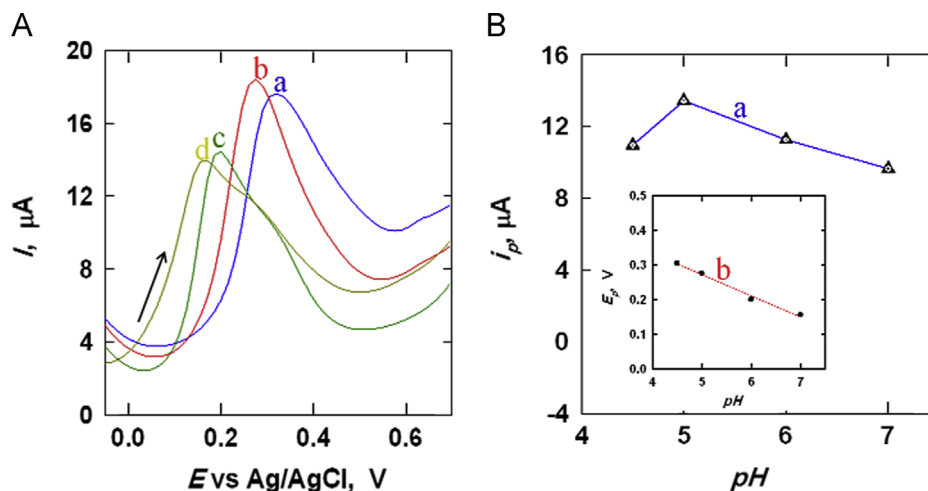 A
20
16
12
8
4
0
I, μA
a
b
c
d
0.0 0.2 0.4 0.6
E vs Ag/AgCl, V
B
16
12
8
4
0
-4
ip, μA
a
4 5 6 7
pH
0.5
0.4
0.3
0.2
0.1
0.0
Ep, V
b
4 5 6 7
pH